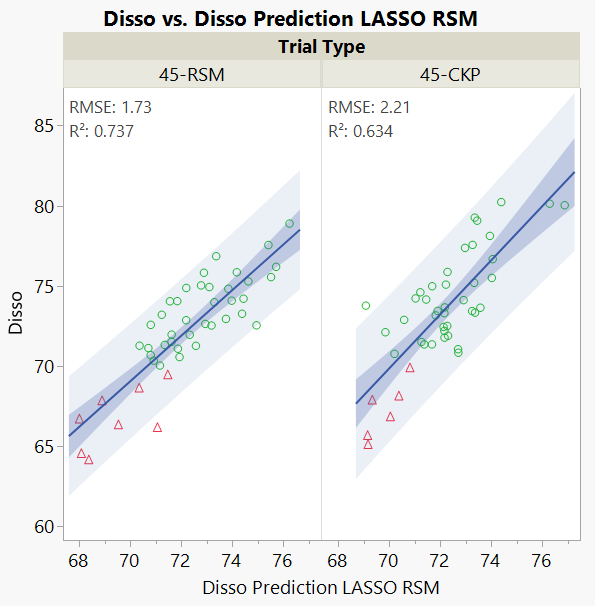 Disso vs. Disso Prediction LASSO RSM
Trial Type
45-RSM 45-CKP
RMSE: 1.73
R²: 0.737
RMSE: 2.21
R²: 0.634
Disso
85
80
75
70
65
60
68 70 72 74 76 68 70 72 74 76
Disso Prediction LASSO RSM